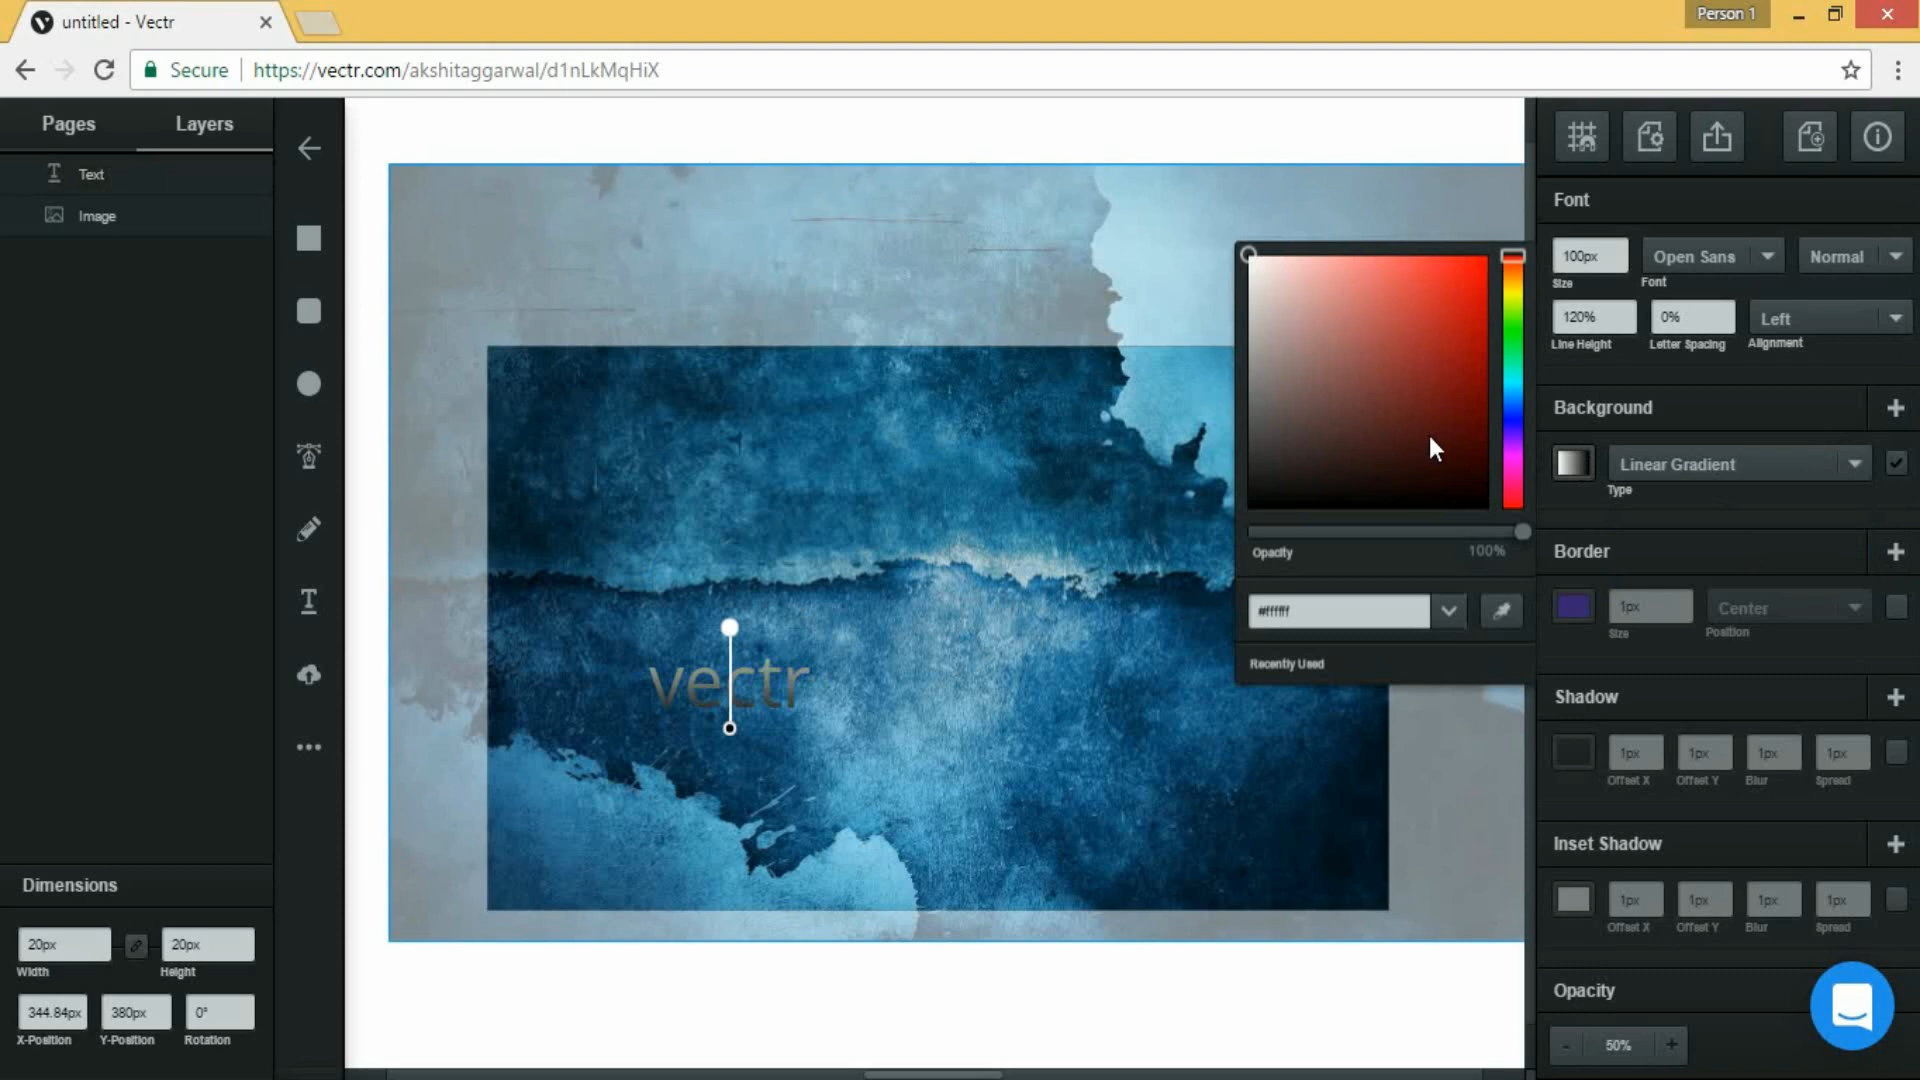 untitled - Vectr
Person 1
Secure
https://vectr.com/akshitaggarwal/d1nLkMqHiX
Pages
Layers
Text
Image
Dimensions
20px
20px
Width
Height
344.84px
380px
0°
X-Position
Y-Position
Rotation
vectr
Opacity
100%
#ffffff
Recently Used
Font
100px
Open Sans
Normal
Size
Font
120%
0%
Left
Line Height
Letter Spacing
Alignment
Background
Linear Gradient
Type
Border
1px
Center
Size
Position
Shadow
1px
1px
1px
1px
Offset X
Offset Y
Blur
Spread
Inset Shadow
1px
1px
1px
1px
Offset X
Offset Y
Blur
Spread
Opacity
- 50% +